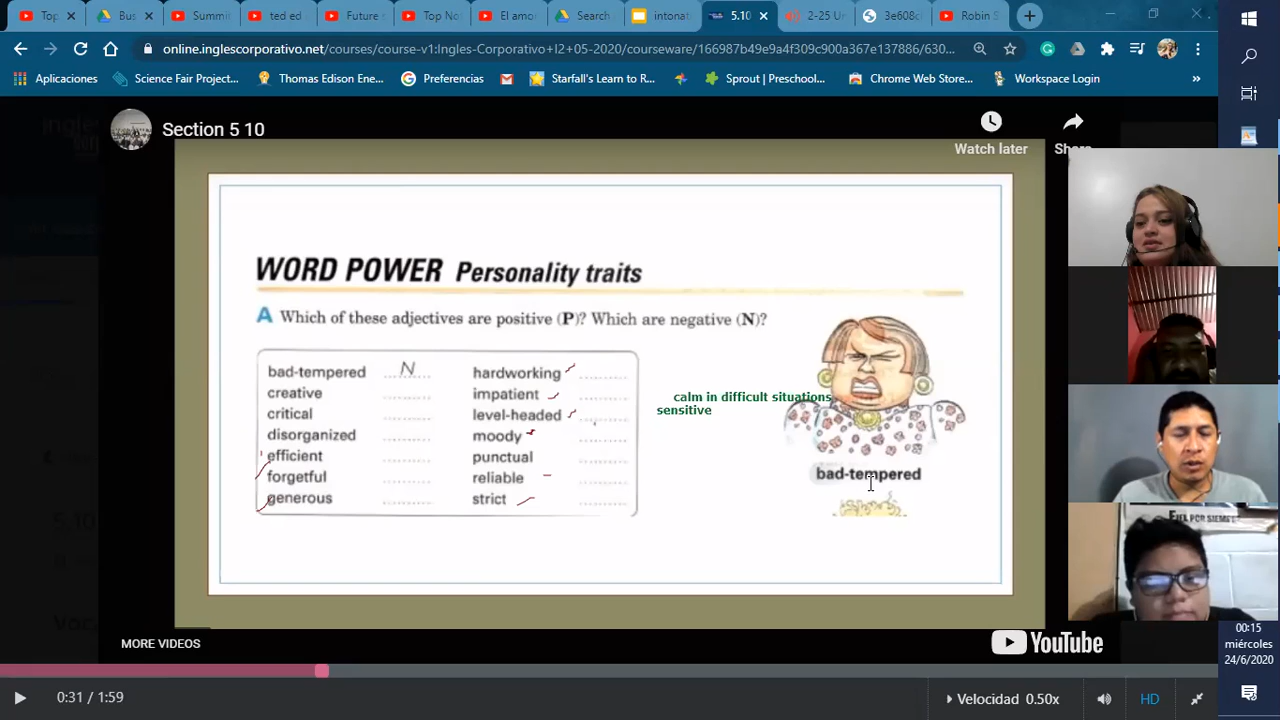 Top
Bus
Summit
ted ed
Future s
Top Not
El amo
Search
intonati
5.10
2-25 Un
3e608ci
Robin S
online.inglescorporativo.net/courses/course-v1:Ingles-Corporativo+I2+05-2020/courseware/166987b49e9a4f309c900a367e137886/630...
Aplicaciones
Science Fair Project...
Thomas Edison Ene...
Preferencias
Starfall's Learn to R...
Sprout | Preschool...
Chrome Web Store...
Workspace Login
»
Section 5 10
Watch later
Share
WORD POWER Personality traits
A Which of these adjectives are positive (P)? Which are negative (N)?
bad-tempered N
creative
critical
disorganized
efficient
forgetful
generous
hardworking
impatient
level-headed
moody
punctual
reliable
strict
calm in difficult situations
sensitive
bad-tempered
MORE VIDEOS
YouTube
0:31 / 1:59
Velocidad 0.50x
HD
00:15
miércoles
24/6/2020